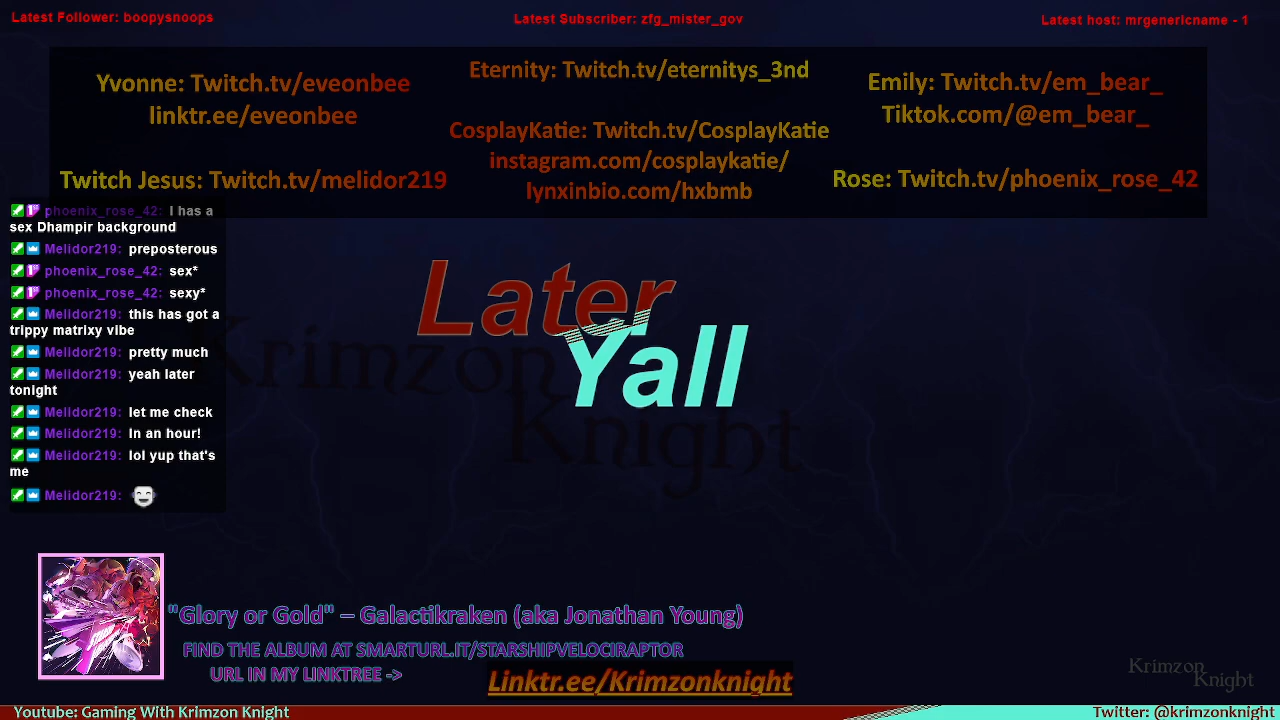 Latest Follower: boopysnoops
Latest Subscriber: zfg_mister_gov
Latest host: mrgenericname - 1
Yvonne: Twitch.tv/eveonbee
linktr.ee/eveonbee
Eternity: Twitch.tv/eternitys_3nd
Emily: Twitch.tv/em_bear_
Tiktok.com/@em_bear_
CosplayKatie: Twitch.tv/CosplayKatie
instagram.com/cosplaykatie/
lynxinbio.com/hxbmb
Twitch Jesus: Twitch.tv/melidor219
Rose: Twitch.tv/phoenix_rose_42
phoenix_rose_42: I has a
sex Dhampir background
Melidor219: preposterous
phoenix_rose_42: sex*
phoenix_rose_42: sexy*
Melidor219: this has got a
trippy matrixy vibe
Melidor219: pretty much
Melidor219: yeah later
tonight
Melidor219: let me check
Melidor219: In an hour!
Melidor219: lol yup that's
me
Melidor219:
Later
Yall
Krimzon
Knight
"Glory or Gold" – Galactikraken (aka Jonathan Young)
FIND THE ALBUM AT SMARTURL.IT/STARSHIPVELOCIRAPTOR
URL IN MY LINKTREE ->
Linktr.ee/Krimzonknight
Krimzon
Knight
Youtube: Gaming With Krimzon Knight
Twitter: @krimzonknight